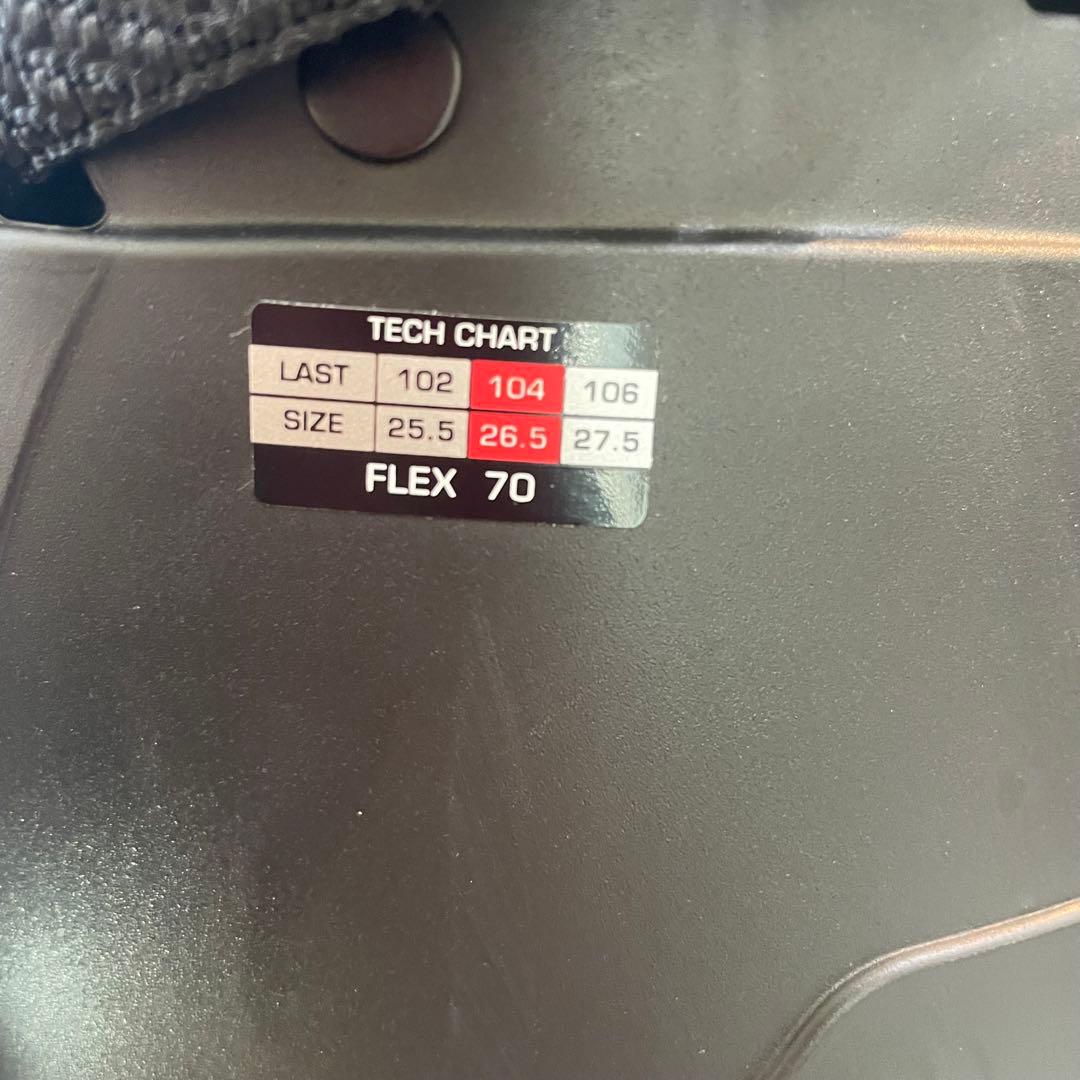 TECH CHART
LAST 102 104 106
SIZE 25.5 26.5 27.5
FLEX 70